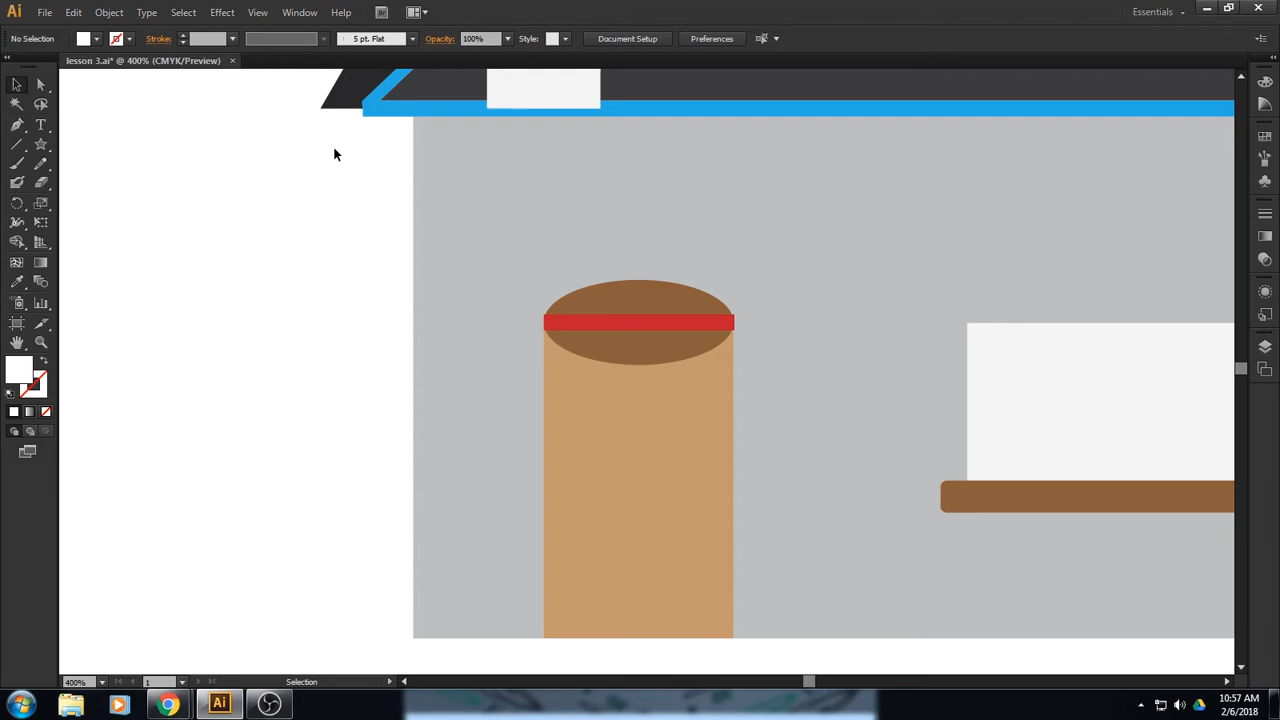 Ai File Edit Object Type Select Effect View Window Help Br Essentials
No Selection Stroke: 5 pt. Flat Opacity: 100% Style: Document Setup Preferences
lesson 3.ai* @ 400% (CMYK/Preview)
T
400% 1 Selection
Ai 10:57 AM
2/6/2018